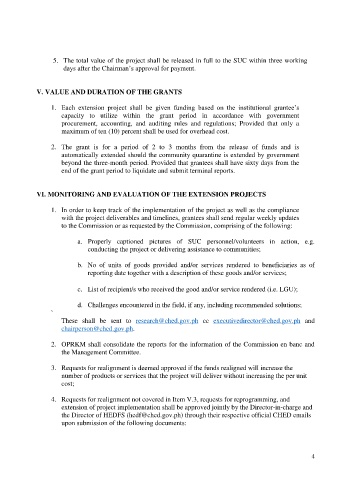 5. The total value of the project shall be released in full to the SUC within three working
days after the Chairman's approval for payment.
V. VALUE AND DURATION OF THE GRANTS
1. Each extension project shall be given funding based on the institutional grantee's
capacity to utilize within the grant period in accordance with government
procurement, accounting, and auditing rules and regulations; Provided that only a
maximum of ten (10) percent shall be used for overhead cost.
2. The grant is for a period of 2 to 3 months from the release of funds and is
automatically extended should the community quarantine is extended by government
beyond the three-month period. Provided that grantees shall have sixty days from the
end of the grant period to liquidate and submit terminal reports.
VI. MONITORING AND EVALUATION OF THE EXTENSION PROJECTS
1. In order to keep track of the implementation of the project as well as the compliance
with the project deliverables and timelines, grantees shall send regular weekly updates
to the Commission or as requested by the Commission, comprising of the following:
a. Properly captioned pictures of SUC personnel/volunteers in action, e.g.
conducting the project or delivering assistance to communities;
b. No of units of goods provided and/or services rendered to beneficiaries as of
reporting date together with a description of these goods and/or services;
c. List of recipient/s who received the good and/or service rendered (i.e. LGU);
d. Challenges encountered in the field, if any, including recommended solutions;
These shall be sent to research@ched.gov.ph cc executivedirector@ched.gov.ph and
chairperson@ched.gov.ph.
2. OPRKM shall consolidate the reports for the information of the Commission en banc and
the Management Committee.
3. Requests for realignment is deemed approved if the funds realigned will increase the
number of products or services that the project will deliver without increasing the per unit
cost;
4. Requests for realignment not covered in Item V.3, requests for reprogramming, and
extension of project implementation shall be approved jointly by the Director-in-charge and
the Director of HEDFS (hedf@ched.gov.ph) through their respective official CHED emails
upon submission of the following documents:
4